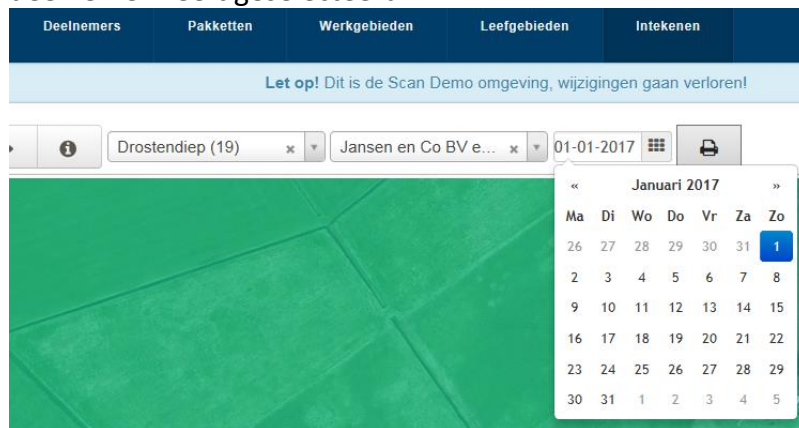 Deelnemers Pakketten Werkgebieden Leefgebieden Intekenen
Let op! Dit is de Scan Demo omgeving, wijzigingen gaan verloren!
Drostendiep (19) × Jansen en Co BV e... × 01-01-2017
« Januari 2017 »
Ma Di Wo Do Vr Za Zo
26 27 28 29 30 31 1
2 3 4 5 6 7 8
9 10 11 12 13 14 15
16 17 18 19 20 21 22
23 24 25 26 27 28 29
30 31 1 2 3 4 5